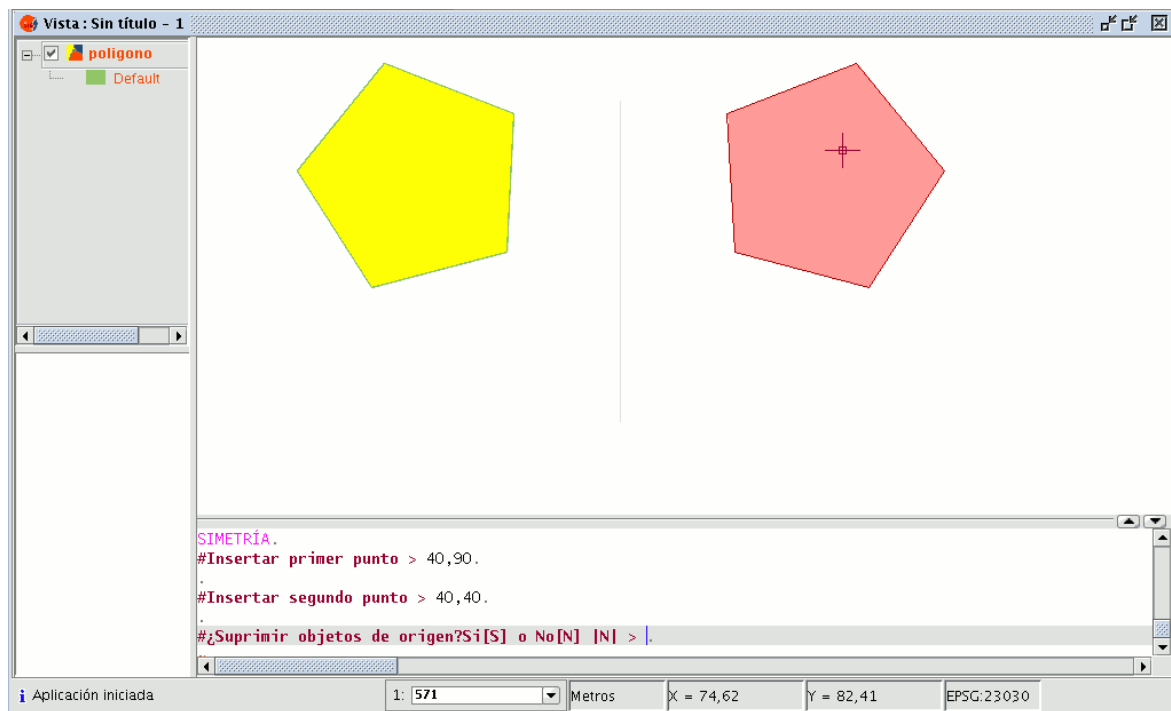 Vista : Sin título - 1
poligono
Default
SIMETRÍA.
#Insertar primer punto > 40,90.
.
#Insertar segundo punto > 40,40.
.
#¿Suprimir objetos de origen?Si[S] o No[N] |N| > .
i Aplicación iniciada
1: 571
Metros
X = 74,62
Y = 82,41
EPSG:23030